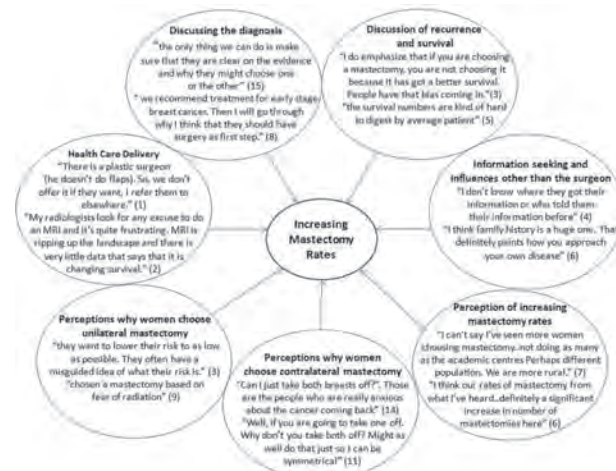 Discussing the diagnosis
"the only thing we can do is make
sure that they are clear on the evidence
and why they might choose one
or the other" (15)
"we recommend treatment for early stage
breast cancer. Then I will go through
why I think that they should have
surgery as first step." (8)
Discussion of recurrence
and survival
"I do emphasize that if you are choosing
a mastectomy, you are not choosing it
because it has got a better survival.
People have that bias coming in." (3)
"the survival numbers are kind of hard
to digest by average patient" (5)
Health Care Delivery
"There is a plastic surgeon
(he doesn't do flaps). So, we don't
offer it if they want, I refer them to
elsewhere." (1)
"My radiologists look for any excuse to do
an MRI and it's quite frustrating. MRI is
ripping up the landscape and there is
very little data that says that it is
changing survival." (2)
Information seeking and
influences other than the surgeon
"I don't know where they got their
information or who told them
their information before" (4)
"I think family history is a huge one. That
definitely paints how you approach
your own disease" (6)
Increasing
Mastectomy
Rates
Perceptions why women choose
unilateral mastectomy
"they want to lower their risk to as low
as possible. They often have a
misguided idea of what their risk is." (3)
"chosen a mastectomy based on
fear of radiation" (9)
Perceptions why women
choose contralateral mastectomy
"Can I just take both breasts off?". Those
are the people who are really anxious
about the cancer coming back" (14)
"Well, if you are going to take one off.
Why don't you take both off? Might as
well do that just so I can be
symmetrical" (11)
Perception of increasing
mastectomy rates
"I can't say I've seen more women
choosing mastectomy, not doing as many
as the academic centres Perhaps different
population. We are more rural." (7)
"I think our rates of mastectomy from
what I've heard..definitely a significant
increase in number of
mastectomies here" (6)